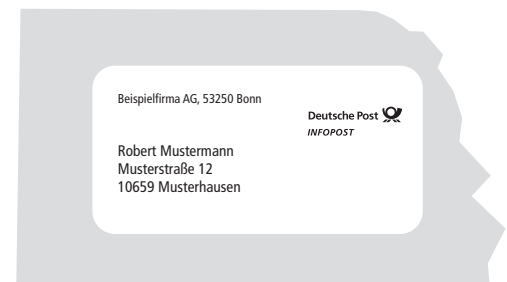 Beispielfirma AG, 53250 Bonn
Deutsche Post
INFOPOST
Robert Mustermann
Musterstraße 12
10659 Musterhausen